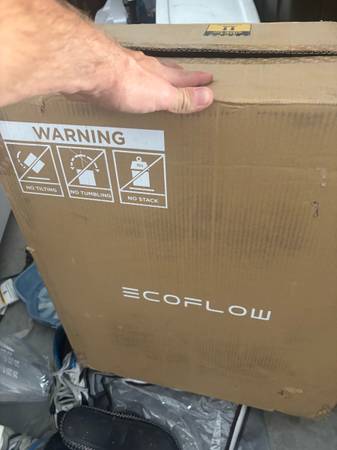 WARNING
NO TILTING
NO TUMBLING
NO STACK
ECOFLOW